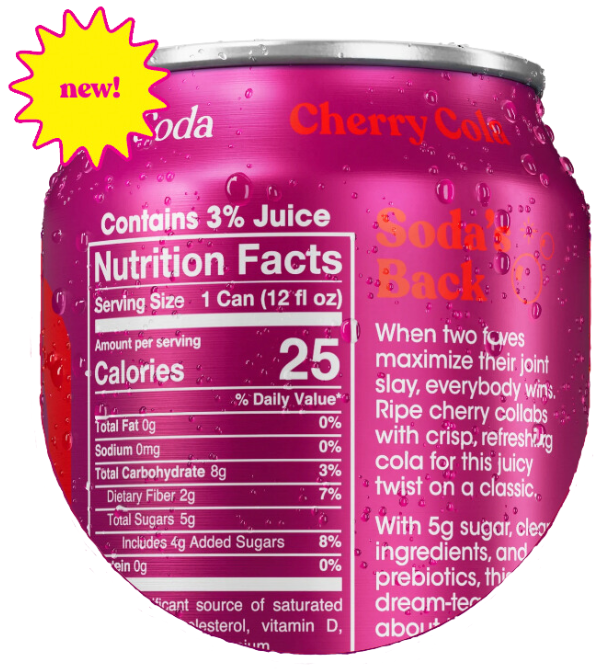 new!
Soda
Cherry Cola
Contains 3% Juice
Nutrition Facts
Serving Size 1 Can (12 fl oz)
Amount per serving
Calories 25
% Daily Value*
Total Fat 0g 0%
Sodium 0mg 0%
Total Carbohydrate 8g 3%
Dietary Fiber 2g 7%
Total Sugars 5g
Includes 4g Added Sugars 8%
0g 0%
source of saturated
vitamin D,
Soda's
Back
When two faves
maximize their joint
slay, everybody wins.
Ripe cherry collabs
with crisp, refreshing
cola for this juicy
twist on a classic.
With 5g sugar,
ingredients, and
prebiotics,